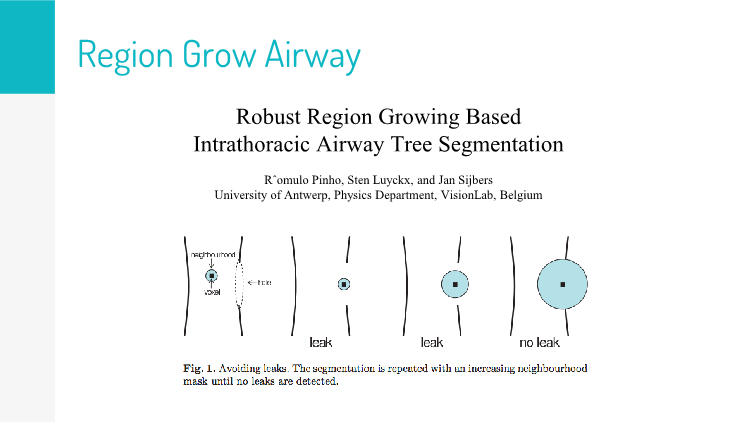 Region Grow Airway
Robust Region Growing Based
Intrathoracic Airway Tree Segmentation
Rˆomulo Pinho, Sten Luyckx, and Jan Sijbers
University of Antwerp, Physics Department, VisionLab, Belgium
neighbourhood
voxel
hole
leak
leak
no leak
Fig. 1. Avoiding leaks. The segmentation is repeated with an increasing neighbourhood
mask until no leaks are detected.